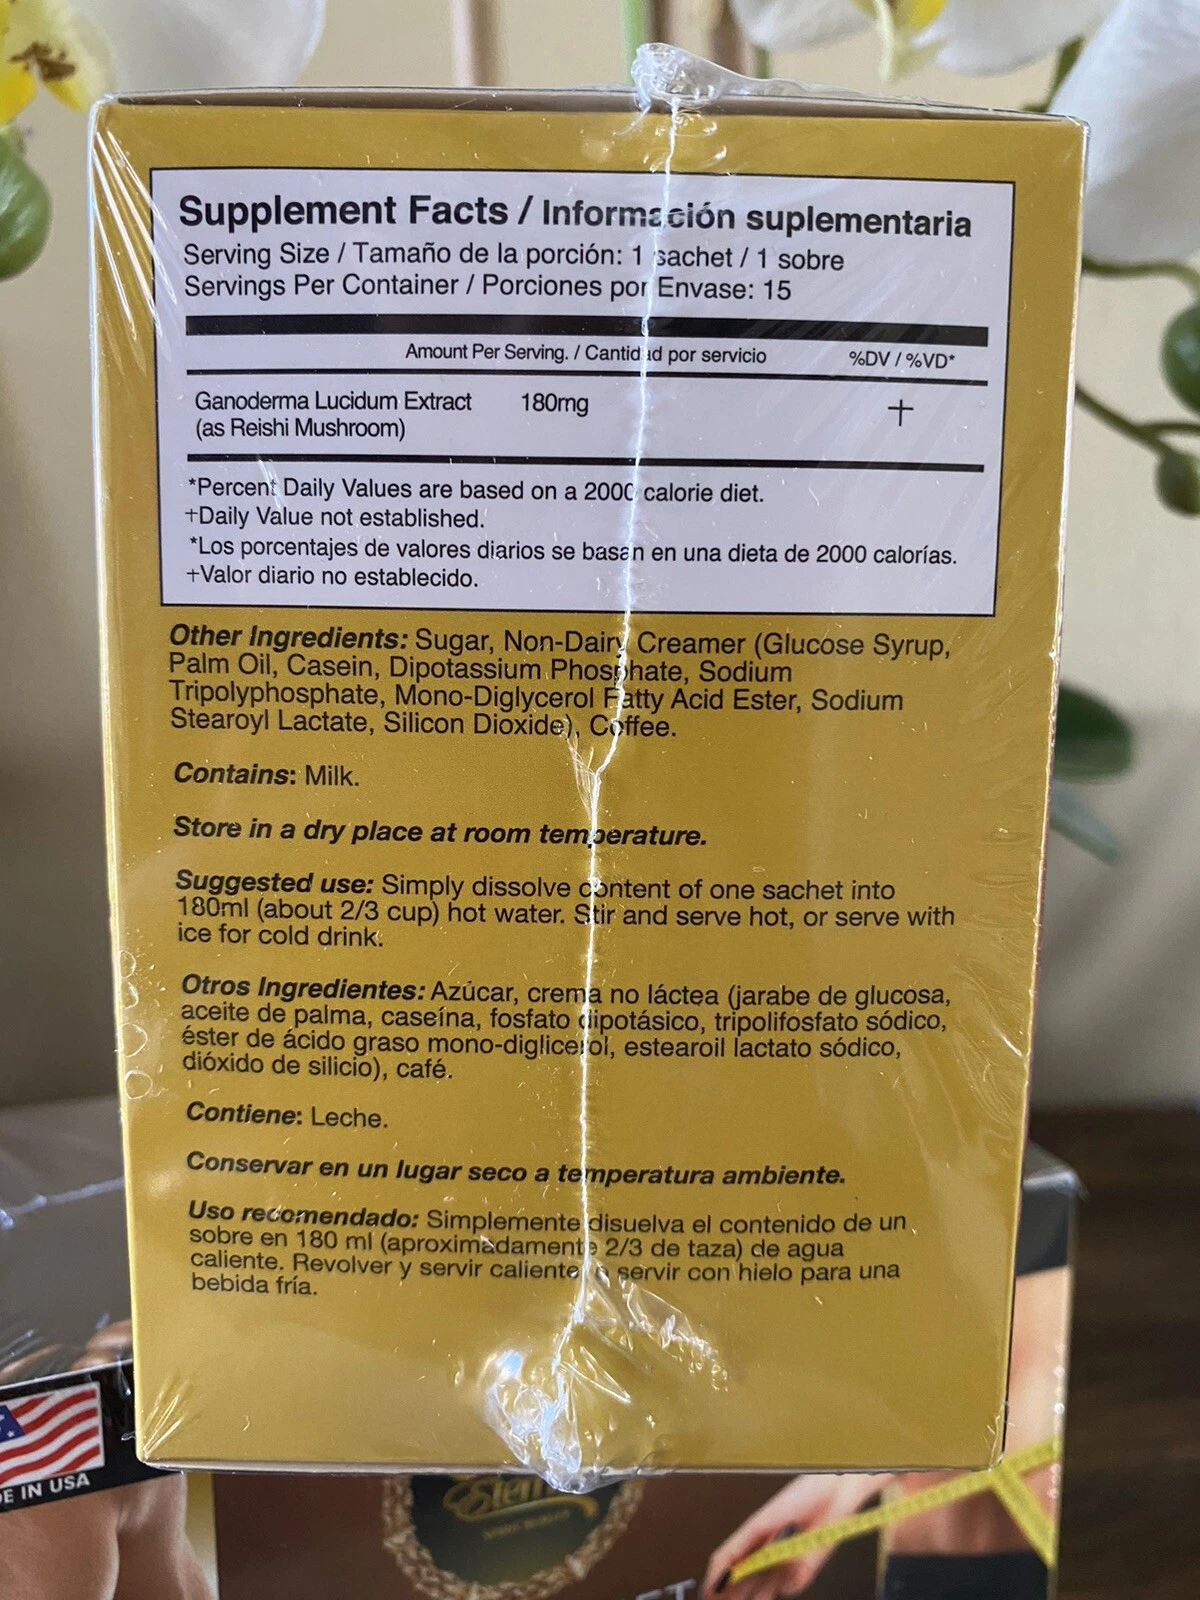 Supplement Facts / Información suplementaria
Serving Size / Tamaño de la porción: 1 sachet / 1 sobre
Servings Per Container / Porciones por Envase: 15
Amount Per Serving. / Cantidad por servicio %DV / %VD*
Ganoderma Lucidum Extract 180mg †
(as Reishi Mushroom)
*Percent Daily Values are based on a 2000 calorie diet.
†Daily Value not established.
*Los porcentajes de valores diarios se basan en una dieta de 2000 calorías.
†Valor diario no establecido.
Other Ingredients: Sugar, Non-Dairy Creamer (Glucose Syrup,
Palm Oil, Casein, Dipotassium Phosphate, Sodium
Tripolyphosphate, Mono-Diglycerol Fatty Acid Ester, Sodium
Stearoyl Lactate, Silicon Dioxide), Coffee.
Contains: Milk.
Store in a dry place at room temperature.
Suggested use: Simply dissolve content of one sachet into
180ml (about 2/3 cup) hot water. Stir and serve hot, or serve with
ice for cold drink.
Otros Ingredientes: Azúcar, crema no láctea (jarabe de glucosa,
aceite de palma, caseína, fosfato dipotásico, tripolifosfato sódico,
éster de ácido graso mono-diglicerol, estearoil lactato sódico,
dióxido de silicio), café.
Contiene: Leche.
Conservar en un lugar seco a temperatura ambiente.
Uso recomendado: Simplemente disuelva el contenido de un
sobre en 180 ml (aproximadamente 2/3 de taza) de agua
caliente. Revolver y servir caliente o servir con hielo para una
bebida fría.
IN USA